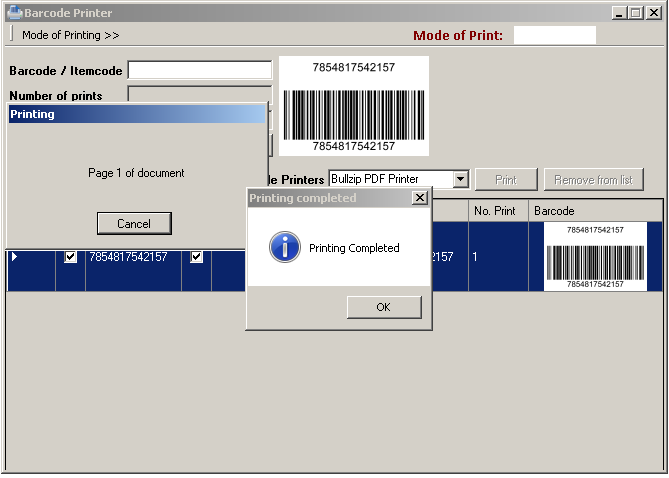 Barcode Printer
Mode of Printing >>
Mode of Print:
Barcode / Itemcode
7854817542157
Number of prints
7854817542157
Printing
Page 1 of document
Cancel
le Printers Bullzip PDF Printer Print Remove from list
Printing completed
Printing Completed
OK
No. Print Barcode
7854817542157
7854817542157 2157 1
7854817542157